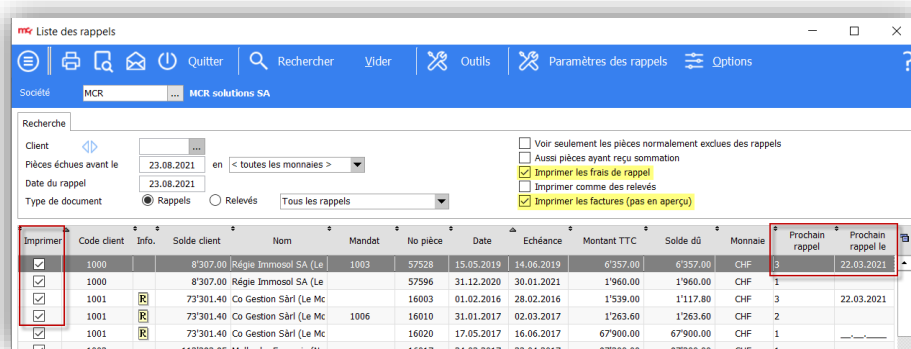 mcr Liste des rappels
Quitter Rechercher Vider Outils Paramètres des rappels Options ?
Société MCR ... MCR solutions SA
Recherche
Client ...
Pièces échues avant le 23.08.2021 en < toutes les monnaies >
Date du rappel 23.08.2021
Type de document Rappels Relevés Tous les rappels
Voir seulement les pièces normalement exclues des rappels
Aussi pièces ayant reçu sommation
Imprimer les frais de rappel
Imprimer comme des relevés
Imprimer les factures (pas en aperçu)
Imprimer Code client Info. Solde client Nom Mandat No pièce Date Echéance Montant TTC Solde dû Monnaie Prochain rappel Prochain rappel le
1000 8'307.00 Régie Immosol SA (Le 1003 57528 15.05.2019 14.06.2019 6'357.00 6'357.00 CHF 3 22.03.2021
1000 8'307.00 Régie Immosol SA (Le 57596 31.12.2020 30.01.2021 1'960.00 1'960.00 CHF 1
1001 R 73'301.40 Co Gestion Sàrl (Le Mc 16003 01.02.2016 28.02.2016 1'539.00 1'117.80 CHF 3 22.03.2021
1001 R 73'301.40 Co Gestion Sàrl (Le Mc 1006 16010 31.01.2017 02.03.2017 1'263.60 1'263.60 CHF 2
1001 R 73'301.40 Co Gestion Sàrl (Le Mc 16020 17.05.2017 16.06.2017 67'900.00 67'900.00 CHF 1 __.__.____